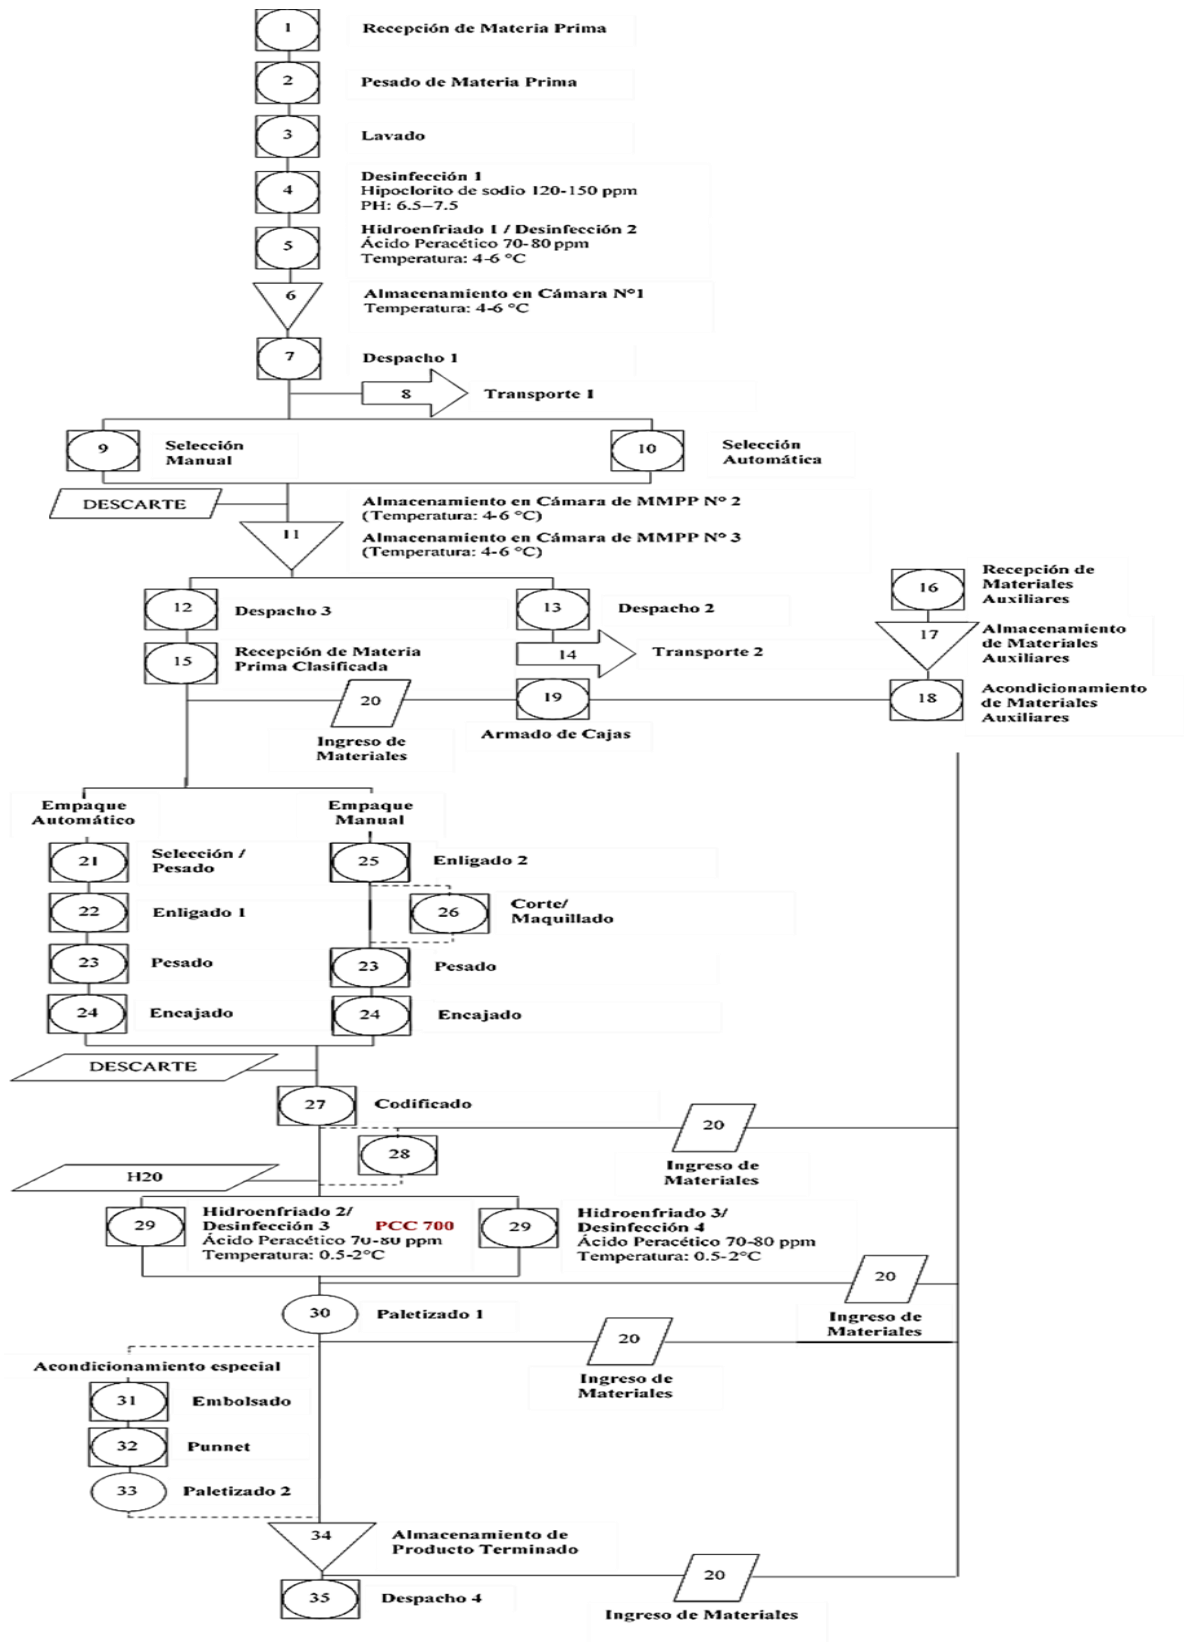 1
Recepción de Materia Prima
2
Pesado de Materia Prima
3
Lavado
4
Desinfección 1
Hipoclorito de sodio 120-150 ppm
PH: 6.5–7.5
5
Hidroenfriado 1 / Desinfección 2
Ácido Peracético 70-80 ppm
Temperatura: 4-6 °C
6
Almacenamiento en Cámara N°1
Temperatura: 4-6 °C
7
Despacho 1
8
Transporte 1
9
Selección
Manual
10
Selección
Automática
DESCARTE
11
Almacenamiento en Cámara de MMPP N° 2
(Temperatura: 4-6 °C)
Almacenamiento en Cámara de MMPP N° 3
(Temperatura: 4-6 °C)
12
Despacho 3
13
Despacho 2
16
Recepción de
Materiales
Auxiliares
15
Recepción de Materia
Prima Clasificada
14
Transporte 2
17
Almacenamiento
de Materiales
Auxiliares
20
Ingreso de
Materiales
19
Armado de Cajas
18
Acondicionamiento
de Materiales
Auxiliares
Empaque
Automático
Empaque
Manual
21
Selección /
Pesado
25
Enligado 2
22
Enligado 1
26
Corte/
Maquillado
23
Pesado
23
Pesado
24
Encajado
24
Encajado
DESCARTE
27
Codificado
20
Ingreso de
Materiales
28
H20
29
Hidroenfriado 2/
Desinfección 3 PCC 700
Ácido Peracético 70-80 ppm
Temperatura: 0.5-2°C
29
Hidroenfriado 3/
Desinfección 4
Ácido Peracético 70-80 ppm
Temperatura: 0.5-2°C
20
Ingreso de
Materiales
30
Paletizado 1
20
Ingreso de
Materiales
Acondicionamiento especial
31
Embolsado
32
Punnet
33
Paletizado 2
34
Almacenamiento de
Producto Terminado
20
Ingreso de Materiales
35
Despacho 4